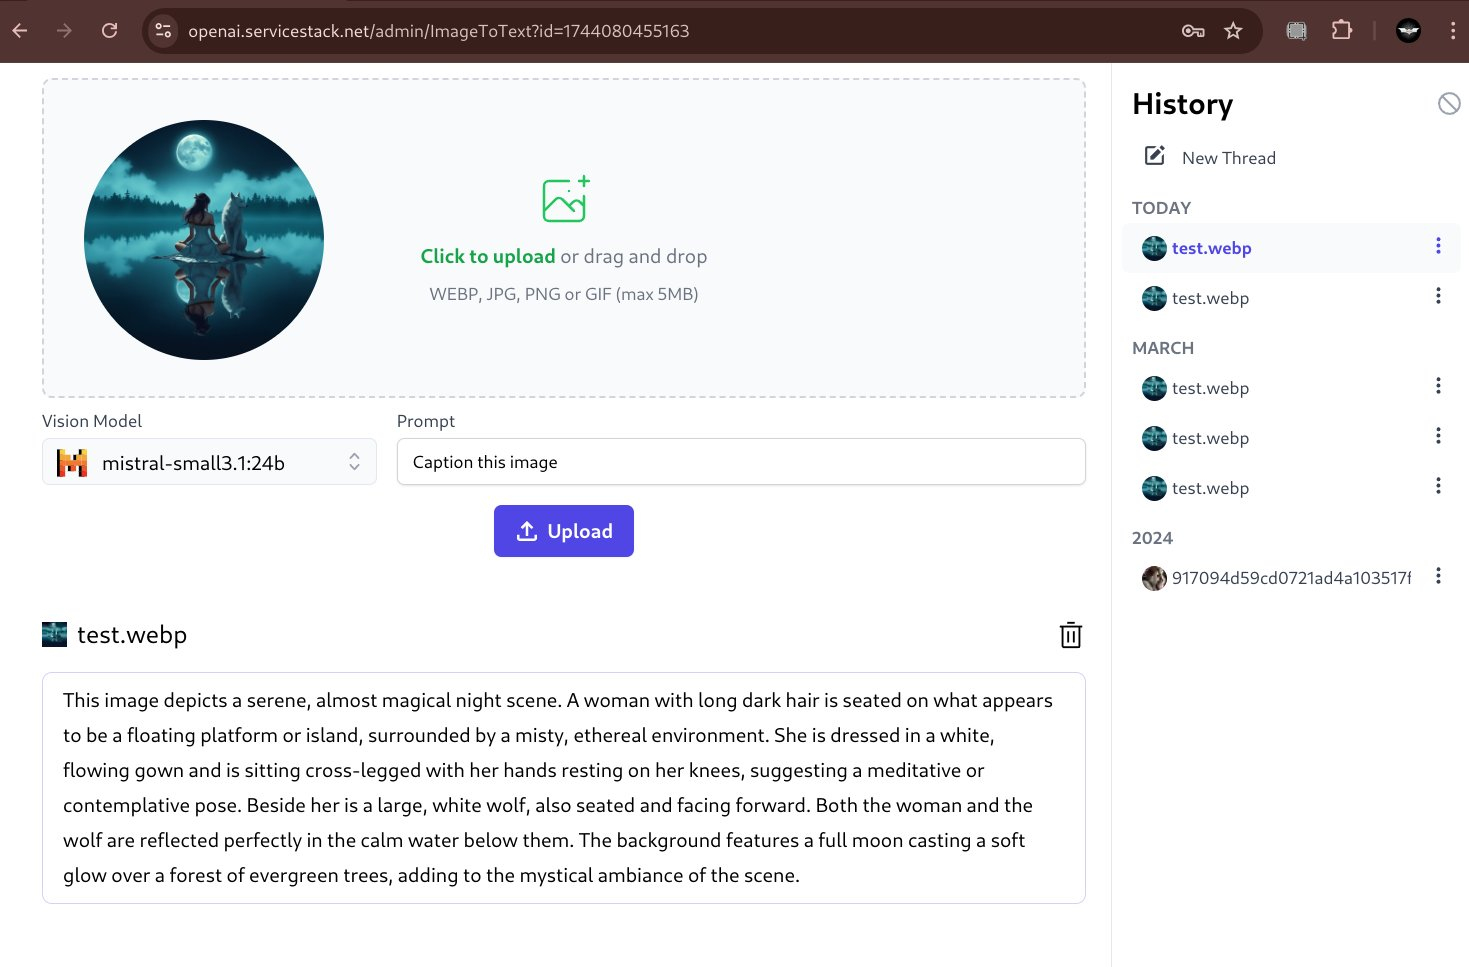 openai.servicestack.net/admin/ImageToText?id=1744080455163
Click to upload or drag and drop
WEBP, JPG, PNG or GIF (max 5MB)
Vision Model
mistral-small3.1:24b
Prompt
Caption this image
Upload
test.webp
This image depicts a serene, almost magical night scene. A woman with long dark hair is seated on what appears
to be a floating platform or island, surrounded by a misty, ethereal environment. She is dressed in a white,
flowing gown and is sitting cross-legged with her hands resting on her knees, suggesting a meditative or
contemplative pose. Beside her is a large, white wolf, also seated and facing forward. Both the woman and the
wolf are reflected perfectly in the calm water below them. The background features a full moon casting a soft
glow over a forest of evergreen trees, adding to the mystical ambiance of the scene.
History
New Thread
TODAY
test.webp
test.webp
MARCH
test.webp
test.webp
test.webp
2024
917094d59cd0721ad4a103517f